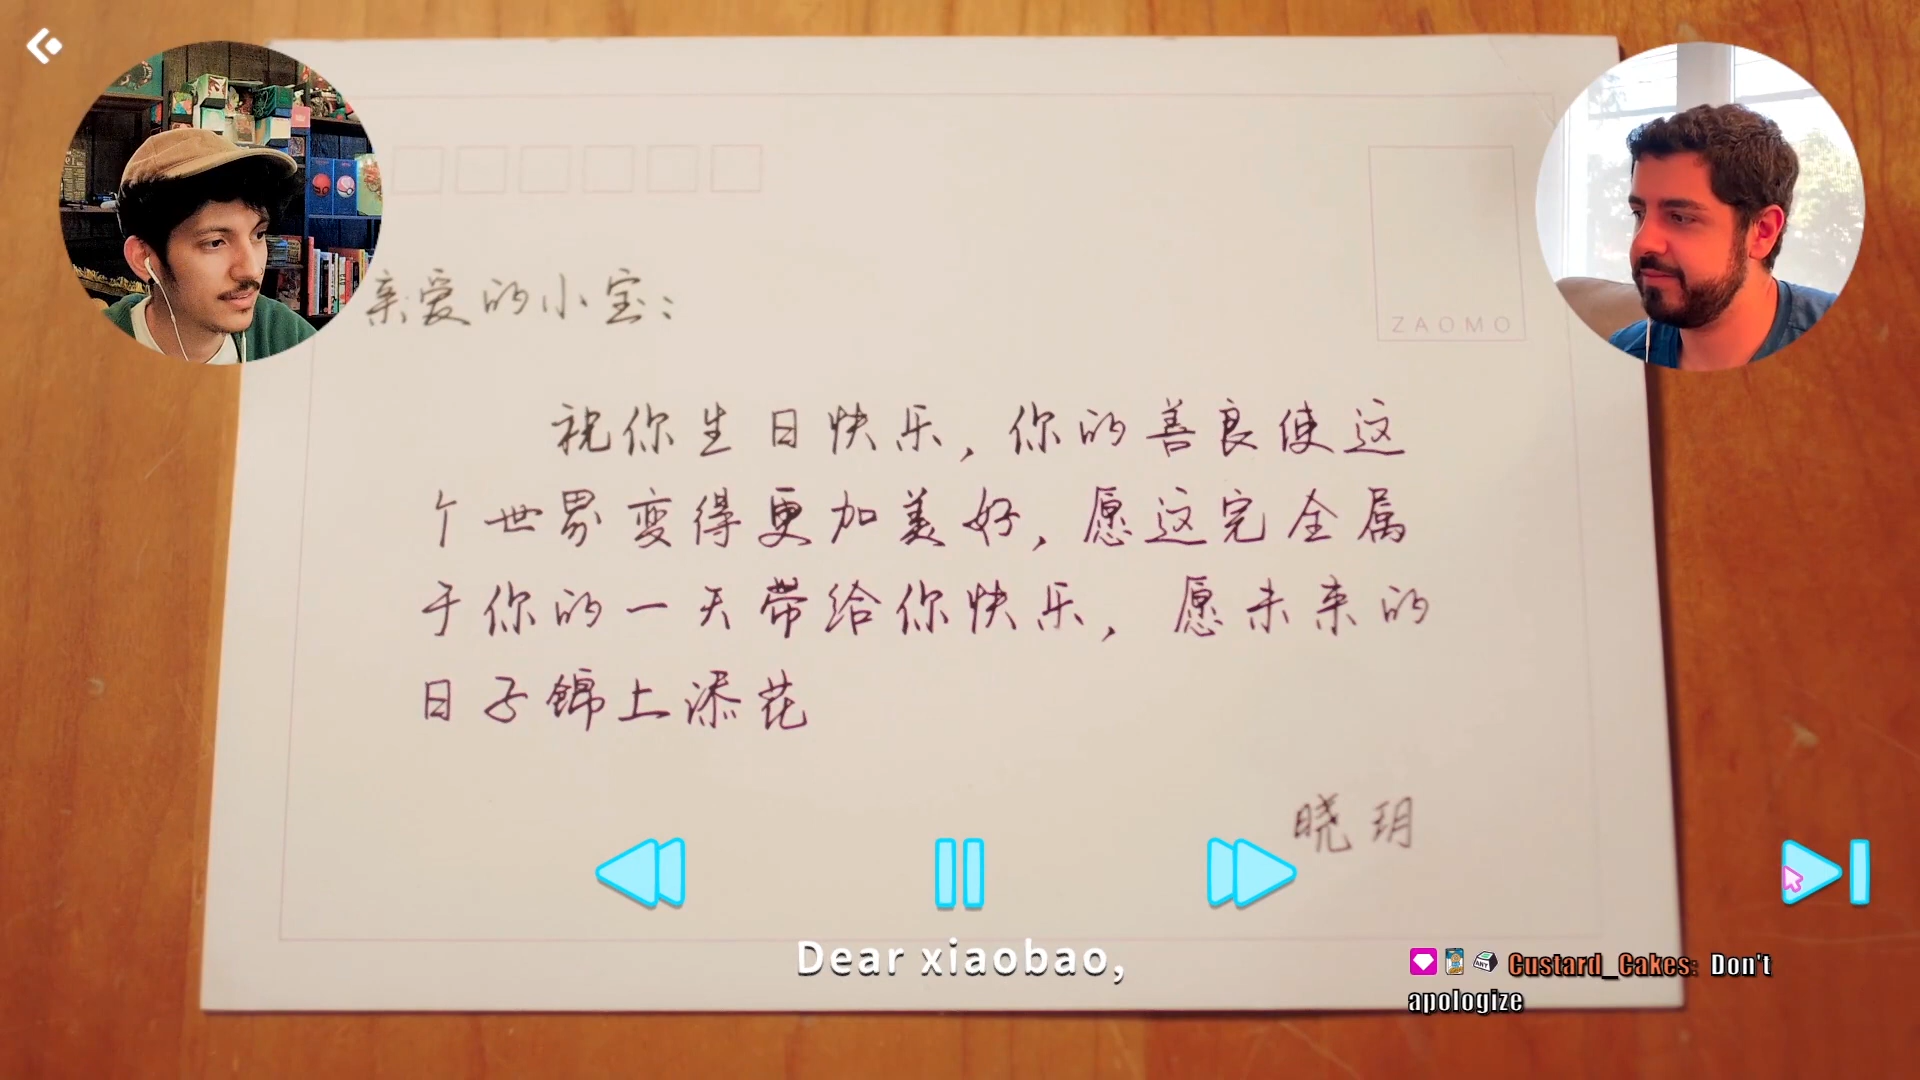 ZAOMO
亲爱的小宝：
祝你生日快乐，你的善良使这
个世界变得更加美好，愿这完全属
于你的一天带给你快乐，愿未来的
日子锦上添花
晓玥
Dear xiaobao,
Custard_Cakes: Don't
apologize